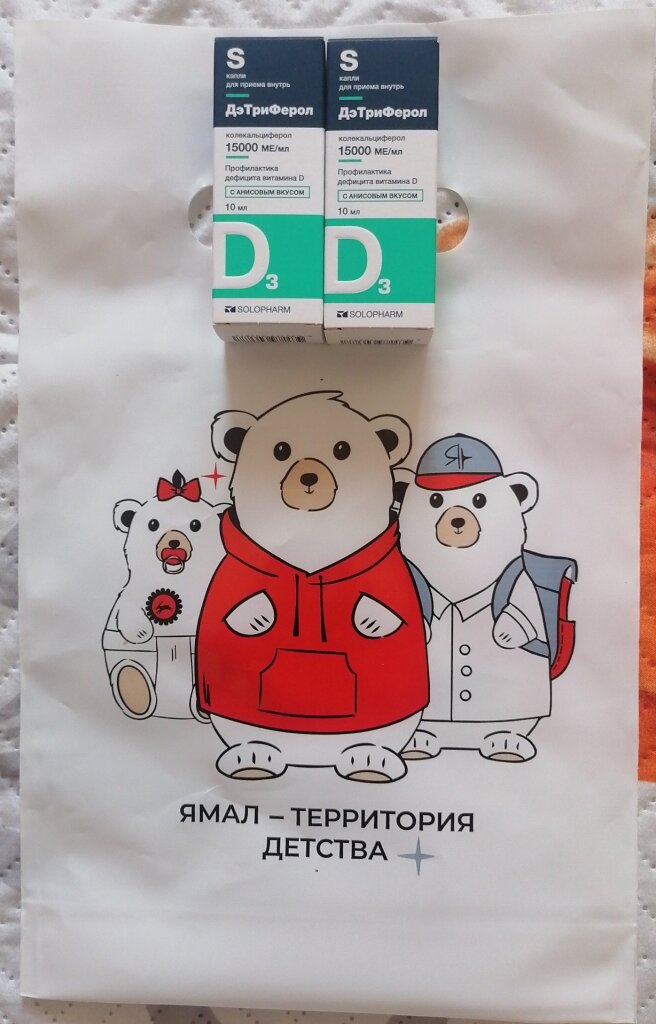 S
капли
для приема внутрь
ДэТриФерол
колекальциферол
15000 МЕ/мл
Профилактика
дефицита витамина D
С АНИСОВЫМ ВКУСОМ
10 мл
D3
SOLOPHARM
S
капли
для приема внутрь
ДэТриФерол
колекальциферол
15000 МЕ/мл
Профилактика
дефицита витамина D
С АНИСОВЫМ ВКУСОМ
10 мл
D3
SOLOPHARM
ЯМАЛ – ТЕРРИТОРИЯ
ДЕТСТВА